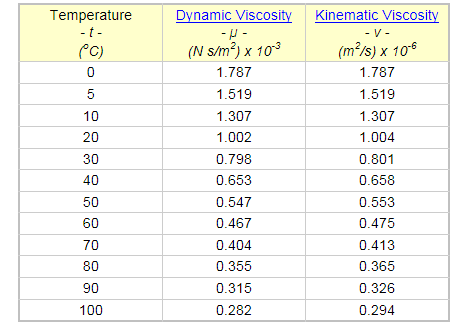 Temperature Dynamic Viscosity Kinematic Viscosity
- t - - μ - - ν -
(°C) (N s/m²) x 10⁻³ (m²/s) x 10⁻⁶
0 1.787 1.787
5 1.519 1.519
10 1.307 1.307
20 1.002 1.004
30 0.798 0.801
40 0.653 0.658
50 0.547 0.553
60 0.467 0.475
70 0.404 0.413
80 0.355 0.365
90 0.315 0.326
100 0.282 0.294